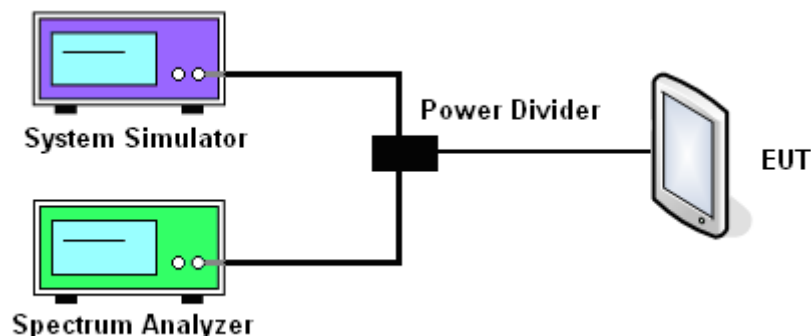 System Simulator
Power Divider
EUT
Spectrum Analyzer